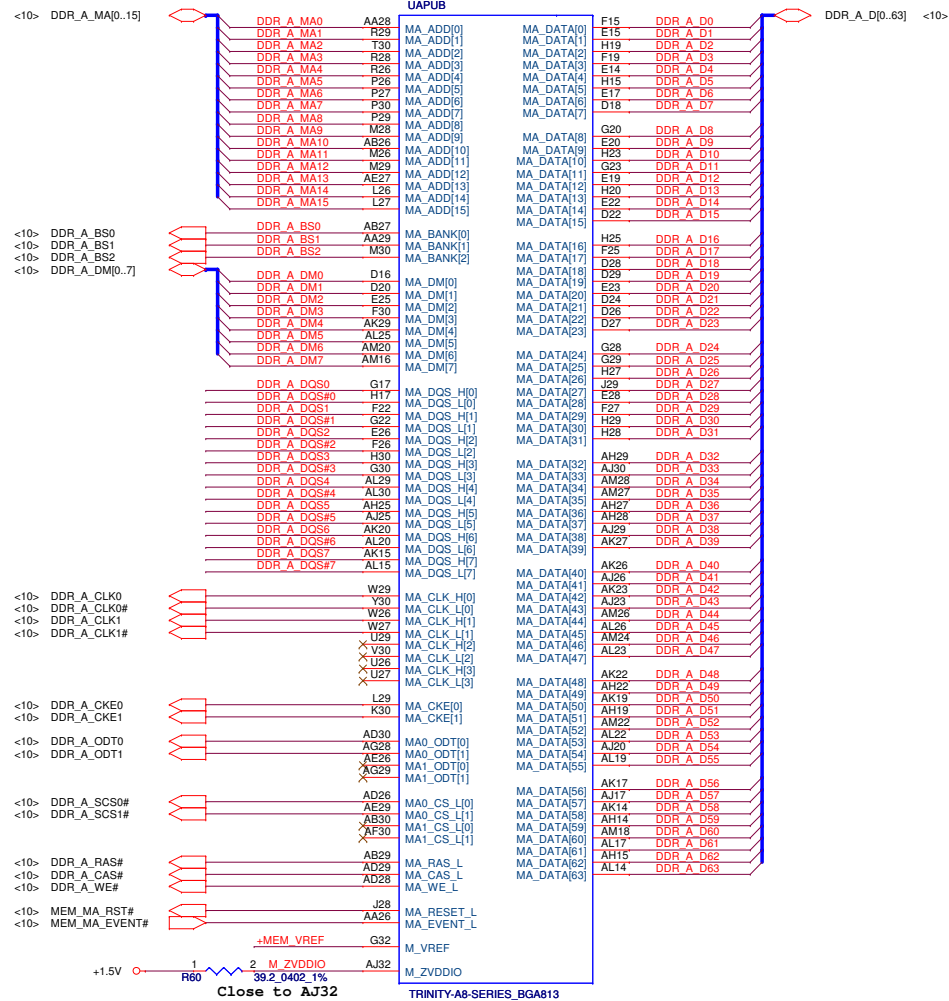 UAPUB
<10> DDR_A_MA[0..15]
DDR_A_D[0..63] <10>
DDR_A_MA0 AA28 MA_ADD[0]
DDR_A_MA1 R29 MA_ADD[1]
DDR_A_MA2 T30 MA_ADD[2]
DDR_A_MA3 R28 MA_ADD[3]
DDR_A_MA4 R26 MA_ADD[4]
DDR_A_MA5 P26 MA_ADD[5]
DDR_A_MA6 P27 MA_ADD[6]
DDR_A_MA7 P30 MA_ADD[7]
DDR_A_MA8 P29 MA_ADD[8]
DDR_A_MA9 M28 MA_ADD[9]
DDR_A_MA10 AB26 MA_ADD[10]
DDR_A_MA11 M26 MA_ADD[11]
DDR_A_MA12 M29 MA_ADD[12]
DDR_A_MA13 AE27 MA_ADD[13]
DDR_A_MA14 L26 MA_ADD[14]
DDR_A_MA15 L27 MA_ADD[15]
<10> DDR_A_BS0 DDR_A_BS0 AB27 MA_BANK[0]
<10> DDR_A_BS1 DDR_A_BS1 AA29 MA_BANK[1]
<10> DDR_A_BS2 DDR_A_BS2 M30 MA_BANK[2]
<10> DDR_A_DM[0..7]
DDR_A_DM0 D16 MA_DM[0]
DDR_A_DM1 D20 MA_DM[1]
DDR_A_DM2 E25 MA_DM[2]
DDR_A_DM3 F30 MA_DM[3]
DDR_A_DM4 AK29 MA_DM[4]
DDR_A_DM5 AL25 MA_DM[5]
DDR_A_DM6 AM20 MA_DM[6]
DDR_A_DM7 AM16 MA_DM[7]
DDR_A_DQS0 G17 MA_DQS_H[0]
DDR_A_DQS#0 H17 MA_DQS_L[0]
DDR_A_DQS1 F22 MA_DQS_H[1]
DDR_A_DQS#1 G22 MA_DQS_L[1]
DDR_A_DQS2 E26 MA_DQS_H[2]
DDR_A_DQS#2 F26 MA_DQS_L[2]
DDR_A_DQS3 H30 MA_DQS_H[3]
DDR_A_DQS#3 G30 MA_DQS_L[3]
DDR_A_DQS4 AL29 MA_DQS_H[4]
DDR_A_DQS#4 AL30 MA_DQS_L[4]
DDR_A_DQS5 AH25 MA_DQS_H[5]
DDR_A_DQS#5 AJ25 MA_DQS_L[5]
DDR_A_DQS6 AK20 MA_DQS_H[6]
DDR_A_DQS#6 AL20 MA_DQS_L[6]
DDR_A_DQS7 AK15 MA_DQS_H[7]
DDR_A_DQS#7 AL15 MA_DQS_L[7]
<10> DDR_A_CLK0 W29 MA_CLK_H[0]
<10> DDR_A_CLK0# Y30 MA_CLK_L[0]
<10> DDR_A_CLK1 W26 MA_CLK_H[1]
<10> DDR_A_CLK1# W27 MA_CLK_L[1]
U29 MA_CLK_H[2]
V30 MA_CLK_L[2]
U26 MA_CLK_H[3]
U27 MA_CLK_L[3]
<10> DDR_A_CKE0 L29 MA_CKE[0]
<10> DDR_A_CKE1 K30 MA_CKE[1]
<10> DDR_A_ODT0 AD30 MA0_ODT[0]
<10> DDR_A_ODT1 AG28 MA0_ODT[1]
AE26 MA1_ODT[0]
AG29 MA1_ODT[1]
<10> DDR_A_SCS0# AD26 MA0_CS_L[0]
<10> DDR_A_SCS1# AE29 MA0_CS_L[1]
AB30 MA1_CS_L[0]
AF30 MA1_CS_L[1]
<10> DDR_A_RAS# AB29 MA_RAS_L
<10> DDR_A_CAS# AD29 MA_CAS_L
<10> DDR_A_WE# AD28 MA_WE_L
<10> MEM_MA_RST# J28 MA_RESET_L
<10> MEM_MA_EVENT# AA26 MA_EVENT_L
+MEM_VREF G32 M_VREF
+1.5V 1 2 M_ZVDDIO AJ32 M_ZVDDIO
R60 39.2_0402_1%
Close to AJ32
MA_DATA[0] F15 DDR_A_D0
MA_DATA[1] E15 DDR_A_D1
MA_DATA[2] H19 DDR_A_D2
MA_DATA[3] F19 DDR_A_D3
MA_DATA[4] E14 DDR_A_D4
MA_DATA[5] H15 DDR_A_D5
MA_DATA[6] E17 DDR_A_D6
MA_DATA[7] D18 DDR_A_D7
MA_DATA[8] G20 DDR_A_D8
MA_DATA[9] E20 DDR_A_D9
MA_DATA[10] H23 DDR_A_D10
MA_DATA[11] G23 DDR_A_D11
MA_DATA[12] E19 DDR_A_D12
MA_DATA[13] H20 DDR_A_D13
MA_DATA[14] E22 DDR_A_D14
MA_DATA[15] D22 DDR_A_D15
MA_DATA[16] H25 DDR_A_D16
MA_DATA[17] F25 DDR_A_D17
MA_DATA[18] D28 DDR_A_D18
MA_DATA[19] D29 DDR_A_D19
MA_DATA[20] E23 DDR_A_D20
MA_DATA[21] D24 DDR_A_D21
MA_DATA[22] D26 DDR_A_D22
MA_DATA[23] D27 DDR_A_D23
MA_DATA[24] G28 DDR_A_D24
MA_DATA[25] G29 DDR_A_D25
MA_DATA[26] H27 DDR_A_D26
MA_DATA[27] J29 DDR_A_D27
MA_DATA[28] E28 DDR_A_D28
MA_DATA[29] F27 DDR_A_D29
MA_DATA[30] H29 DDR_A_D30
MA_DATA[31] H28 DDR_A_D31
MA_DATA[32] AH29 DDR_A_D32
MA_DATA[33] AJ30 DDR_A_D33
MA_DATA[34] AM28 DDR_A_D34
MA_DATA[35] AM27 DDR_A_D35
MA_DATA[36] AH27 DDR_A_D36
MA_DATA[37] AH28 DDR_A_D37
MA_DATA[38] AJ29 DDR_A_D38
MA_DATA[39] AK27 DDR_A_D39
MA_DATA[40] AK26 DDR_A_D40
MA_DATA[41] AJ26 DDR_A_D41
MA_DATA[42] AK23 DDR_A_D42
MA_DATA[43] AJ23 DDR_A_D43
MA_DATA[44] AM26 DDR_A_D44
MA_DATA[45] AL26 DDR_A_D45
MA_DATA[46] AM24 DDR_A_D46
MA_DATA[47] AL23 DDR_A_D47
MA_DATA[48] AK22 DDR_A_D48
MA_DATA[49] AH22 DDR_A_D49
MA_DATA[50] AK19 DDR_A_D50
MA_DATA[51] AH19 DDR_A_D51
MA_DATA[52] AM22 DDR_A_D52
MA_DATA[53] AL22 DDR_A_D53
MA_DATA[54] AJ20 DDR_A_D54
MA_DATA[55] AL19 DDR_A_D55
MA_DATA[56] AK17 DDR_A_D56
MA_DATA[57] AJ17 DDR_A_D57
MA_DATA[58] AK14 DDR_A_D58
MA_DATA[59] AH14 DDR_A_D59
MA_DATA[60] AM18 DDR_A_D60
MA_DATA[61] AL17 DDR_A_D61
MA_DATA[62] AH15 DDR_A_D62
MA_DATA[63] AL14 DDR_A_D63
TRINITY-A8-SERIES_BGA813